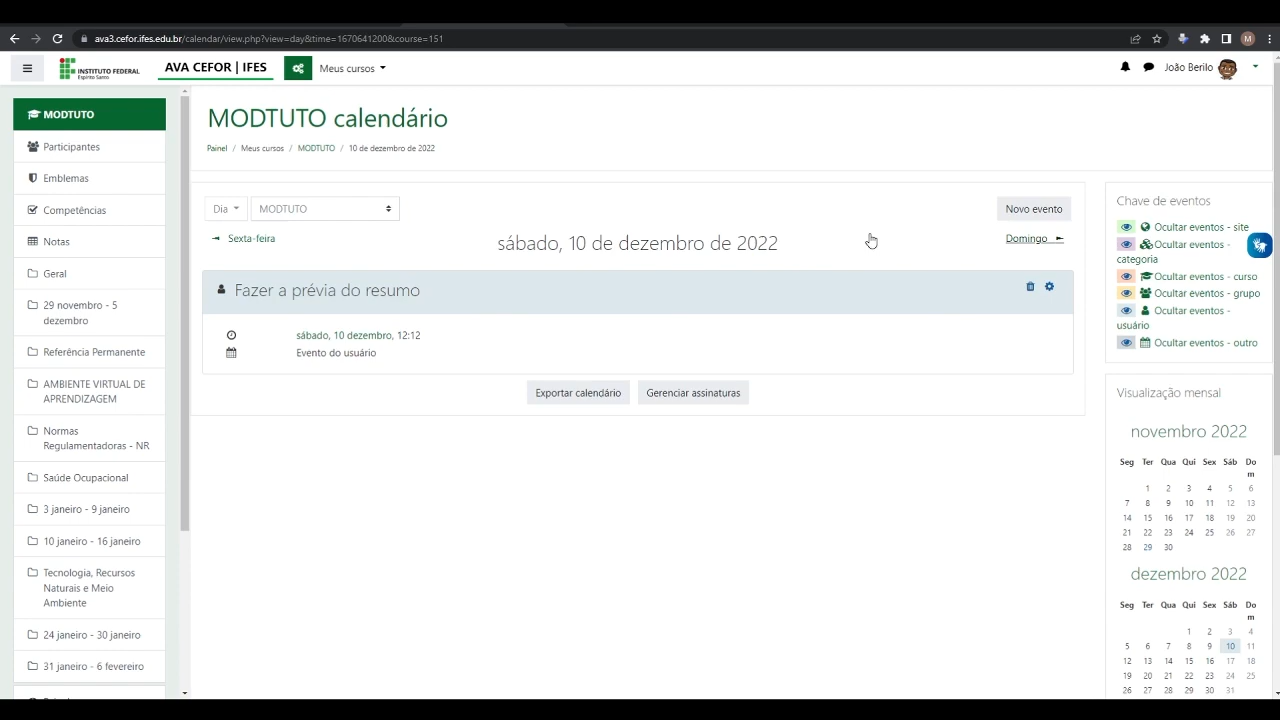 ava3.cefor.ifes.edu.br/calendar/view.php?view=day&time=1670641200&course=151
M
INSTITUTO FEDERAL
Espírito Santo
AVA CEFOR | IFES
Meus cursos
João Berilo
MODTUTO
Participantes
Emblemas
Competências
Notas
Geral
29 novembro - 5
dezembro
Referência Permanente
AMBIENTE VIRTUAL DE
APRENDIZAGEM
Normas
Regulamentadoras - NR
Saúde Ocupacional
3 janeiro - 9 janeiro
10 janeiro - 16 janeiro
Tecnologia, Recursos
Naturais e Meio
Ambiente
24 janeiro - 30 janeiro
31 janeiro - 6 fevereiro
MODTUTO calendário
Painel / Meus cursos / MODTUTO / 10 de dezembro de 2022
Dia MODTUTO
Novo evento
Sexta-feira
sábado, 10 de dezembro de 2022
Domingo
Fazer a prévia do resumo
sábado, 10 dezembro, 12:12
Evento do usuário
Exportar calendário
Gerenciar assinaturas
Chave de eventos
Ocultar eventos - site
Ocultar eventos -
categoria
Ocultar eventos - curso
Ocultar eventos - grupo
Ocultar eventos -
usuário
Ocultar eventos - outro
Visualização mensal
novembro 2022
Seg Ter Qua Qui Sex Sáb Do
m
1 2 3 4 5 6
7 8 9 10 11 12 13
14 15 16 17 18 19 20
21 22 23 24 25 26 27
28 29 30
dezembro 2022
Seg Ter Qua Qui Sex Sáb Do
m
1 2 3 4
5 6 7 8 9 10 11
12 13 14 15 16 17 18
19 20 21 22 23 24 25
26 27 28 29 30 31